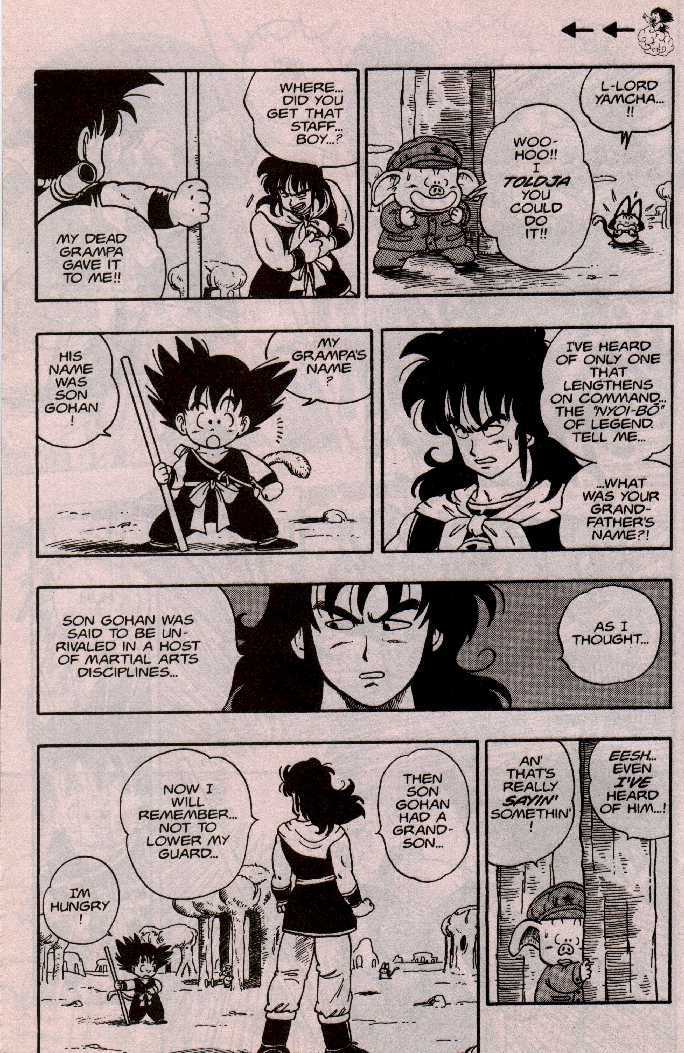 L-LORD
YAMCHA...
!!
WOO-
HOO!!
I
TOLDJA
YOU
COULD
DO
IT!!
WHERE...
DID YOU
GET THAT
STAFF...
BOY...?
MY DEAD
GRAMPA
GAVE IT
TO ME!!
I'VE HEARD
OF ONLY ONE
THAT
LENGTHENS
ON COMMAND...
THE "NYOI-BŌ"
OF LEGEND.
TELL ME...
...WHAT
WAS YOUR
GRAND-
FATHER'S
NAME?!
MY
GRAMPA'S
NAME
?
HIS
NAME
WAS
SON
GOHAN
!
AS I
THOUGHT...
SON GOHAN WAS
SAID TO BE UN-
RIVALED IN A HOST
OF MARTIAL ARTS
DISCIPLINES...
EESH...
EVEN
I'VE
HEARD
OF HIM...!
AN'
THAT'S
REALLY
SAYIN'
SOMETHIN'
!
THEN
SON
GOHAN
HAD A
GRAND-
SON...
NOW I
WILL
REMEMBER...
NOT TO
LOWER MY
GUARD...
I'M
HUNGRY
!